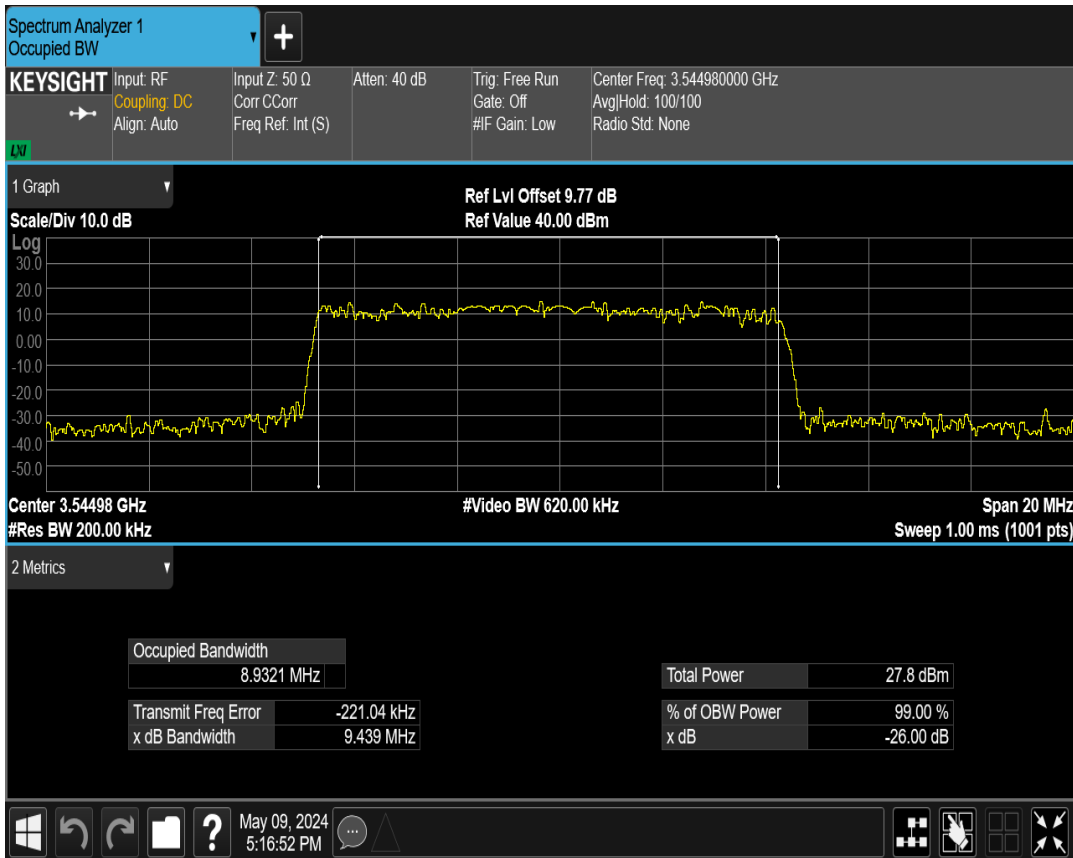 Spectrum Analyzer 1
Occupied BW
+
KEYSIGHT
LXI
Input: RF
Coupling: DC
Align: Auto
Input Z: 50 Ω
Corr CCorr
Freq Ref: Int (S)
Atten: 40 dB
Trig: Free Run
Gate: Off
#IF Gain: Low
Center Freq: 3.544980000 GHz
Avg|Hold: 100/100
Radio Std: None
1 Graph
Scale/Div 10.0 dB
Ref Lvl Offset 9.77 dB
Ref Value 40.00 dBm
Log
30.0
20.0
10.0
0.00
-10.0
-20.0
-30.0
-40.0
-50.0
Center 3.54498 GHz
#Video BW 620.00 kHz
Span 20 MHz
#Res BW 200.00 kHz
Sweep 1.00 ms (1001 pts)
2 Metrics
Occupied Bandwidth
8.9321 MHz
Transmit Freq Error -221.04 kHz
x dB Bandwidth 9.439 MHz
Total Power 27.8 dBm
% of OBW Power 99.00 %
x dB -26.00 dB
?
May 09, 2024
5:16:52 PM